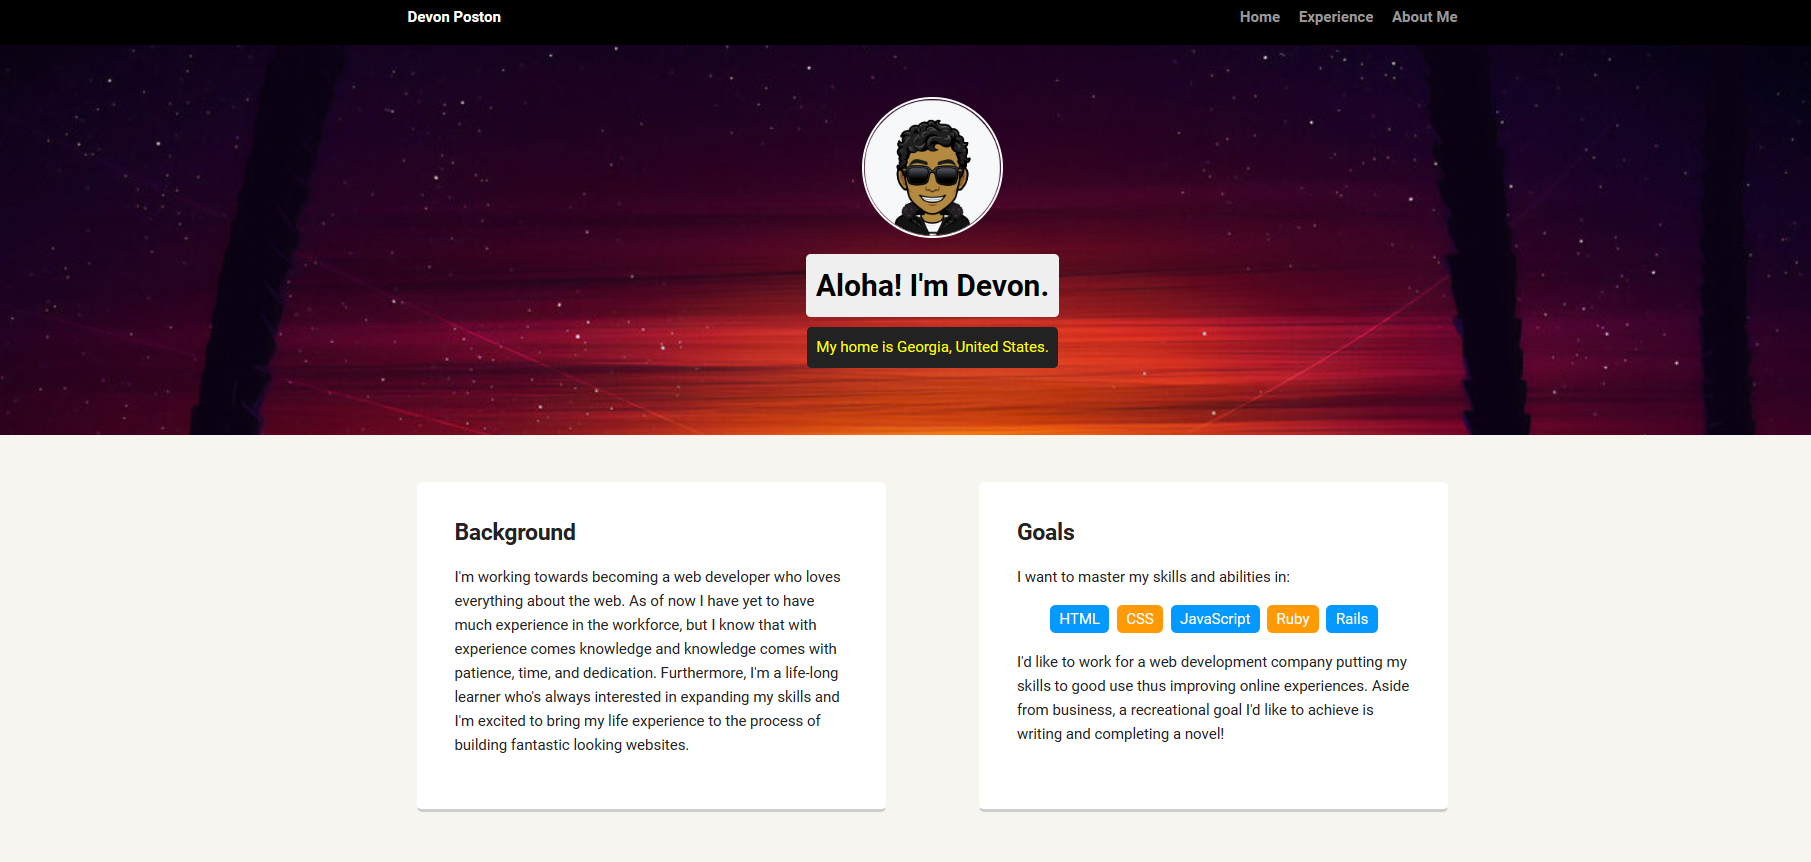 Devon Poston
Home Experience About Me
Aloha! I'm Devon.
My home is Georgia, United States.
Background
I'm working towards becoming a web developer who loves
everything about the web. As of now I have yet to have
much experience in the workforce, but I know that with
experience comes knowledge and knowledge comes with
patience, time, and dedication. Furthermore, I'm a life-long
learner who's always interested in expanding my skills and
I'm excited to bring my life experience to the process of
building fantastic looking websites.
Goals
I want to master my skills and abilities in:
HTML CSS JavaScript Ruby Rails
I'd like to work for a web development company putting my
skills to good use thus improving online experiences. Aside
from business, a recreational goal I'd like to achieve is
writing and completing a novel!